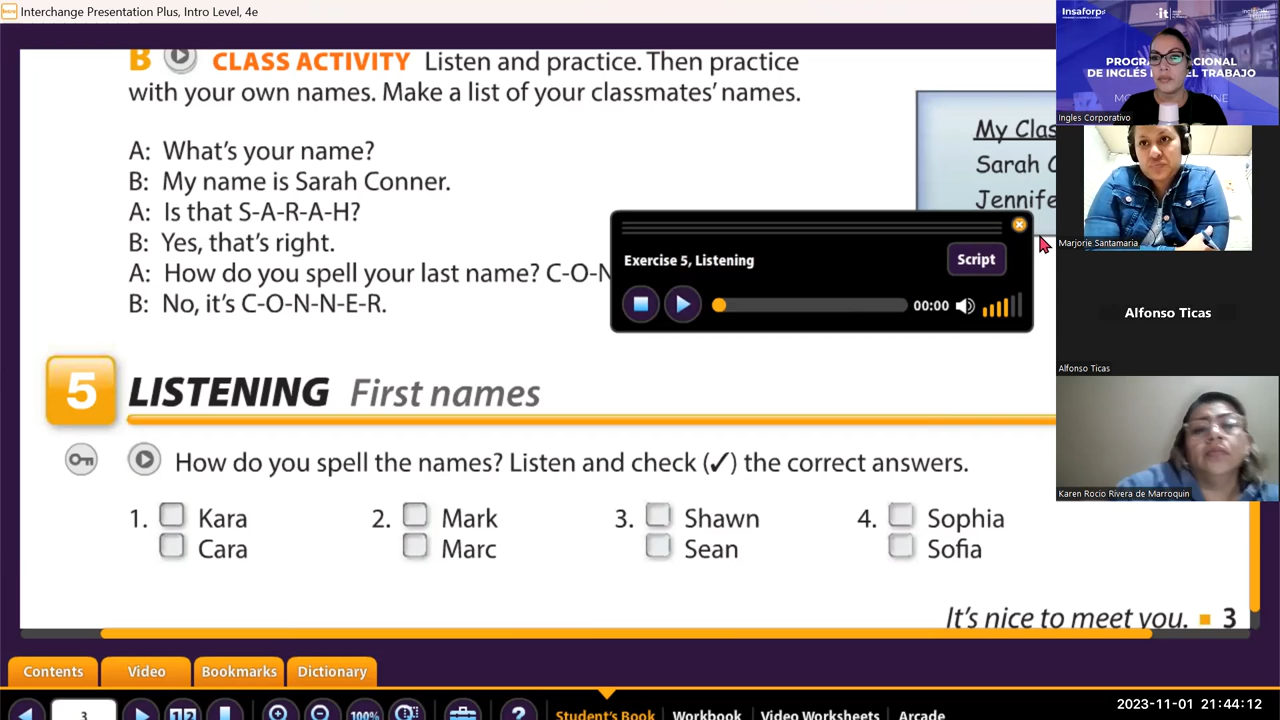 Interchange Presentation Plus, Intro Level, 4e
B CLASS ACTIVITY Listen and practice. Then practice
with your own names. Make a list of your classmates' names.
A: What's your name?
B: My name is Sarah Conner.
A: Is that S-A-R-A-H?
B: Yes, that's right.
A: How do you spell your last name? C-O-N
B: No, it's C-O-N-N-E-R.
My Clas
Sarah C
Jennife
Exercise 5, Listening
Script
00:00
5 LISTENING First names
How do you spell the names? Listen and check (✓) the correct answers.
1. Kara
Cara
2. Mark
Marc
3. Shawn
Sean
4. Sophia
Sofia
It's nice to meet you. ■ 3
Contents
Video
Bookmarks
Dictionary
3
1 2
100%
?
Student's Book
Workbook
Video Worksheets
Arcade
Insaforp
it
Ingles Corporativo
Marjorie Santamaria
Alfonso Ticas
Alfonso Ticas
Karen Rocio Rivera de Marroquin
2023-11-01 21:44:12